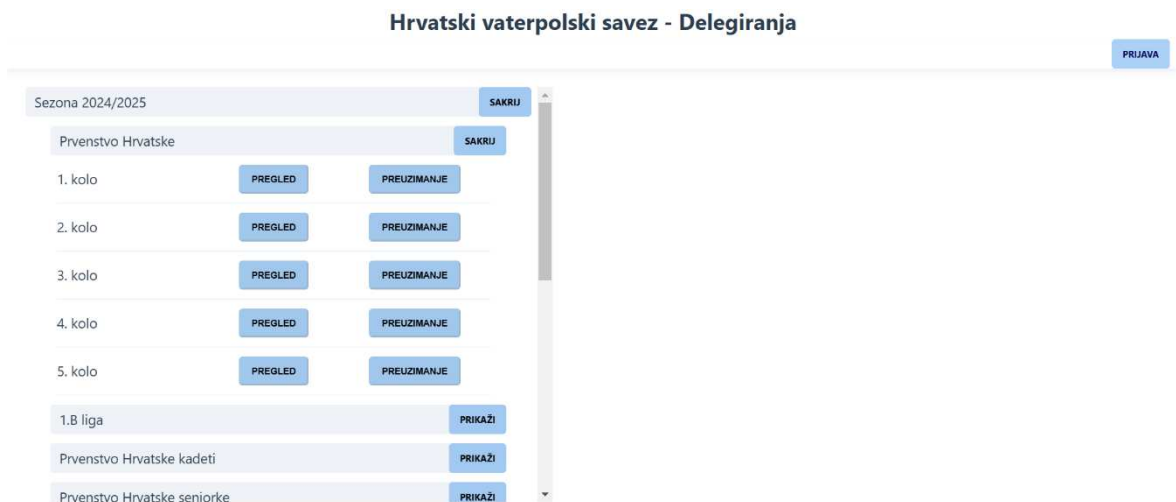 Hrvatski vaterpolski savez - Delegiranja
PRIJAVA
Sezona 2024/2025 SAKRIJ
Prvenstvo Hrvatske SAKRIJ
1. kolo PREGLED PREUZIMANJE
2. kolo PREGLED PREUZIMANJE
3. kolo PREGLED PREUZIMANJE
4. kolo PREGLED PREUZIMANJE
5. kolo PREGLED PREUZIMANJE
1.B liga PRIKAŽI
Prvenstvo Hrvatske kadeti PRIKAŽI
Prvenstvo Hrvatske seniorke PRIKAŽI